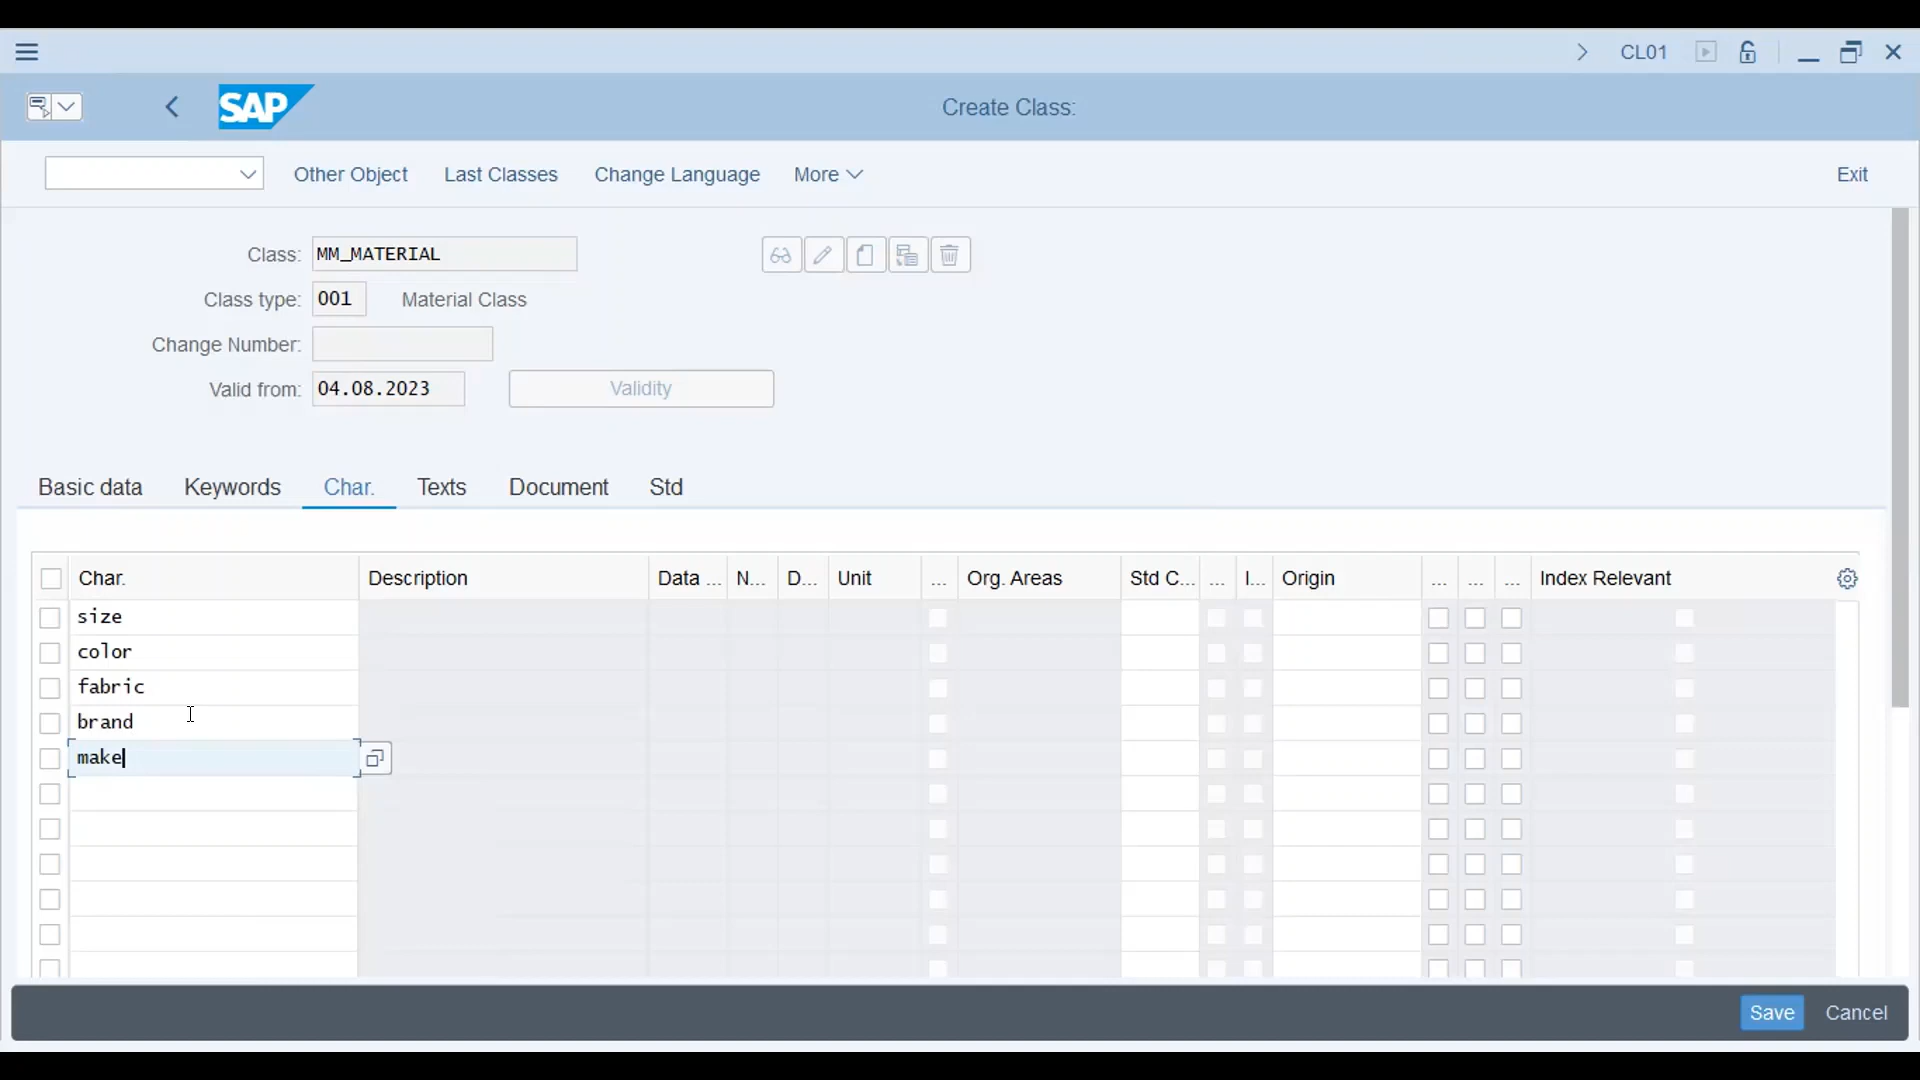 CL01
SAP
Create Class:
Other Object
Last Classes
Change Language
More
Exit
Class: MM_MATERIAL
Class type: 001 Material Class
Change Number:
Valid from: 04.08.2023 Validity
Basic data Keywords Char. Texts Document Std
Char. Description Data ... N... D... Unit ... Org. Areas Std C... ... I... Origin ... ... ... Index Relevant
size
color
fabric
brand
make
Save Cancel